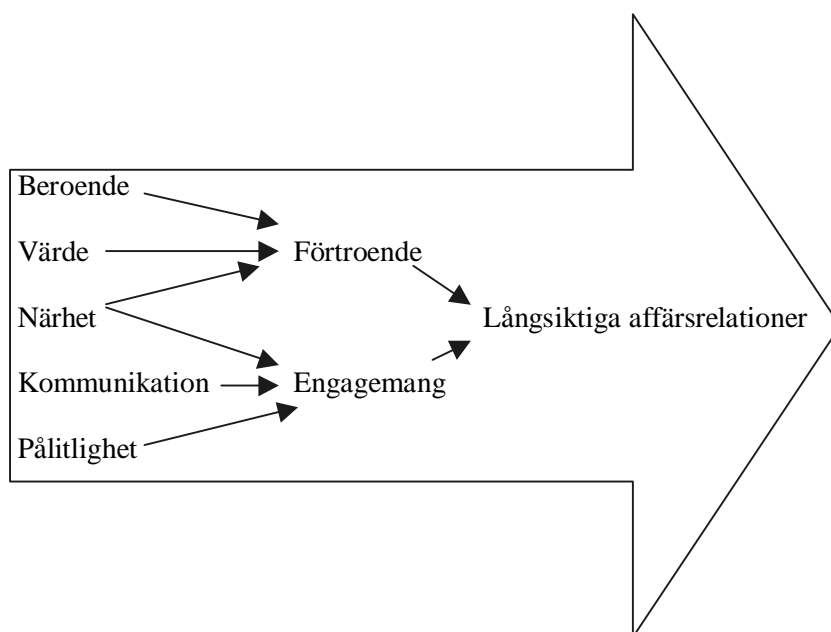 Beroende
Värde
Förtroende
Närhet
Långsiktiga affärsrelationer
Kommunikation
Engagemang
Pålitlighet